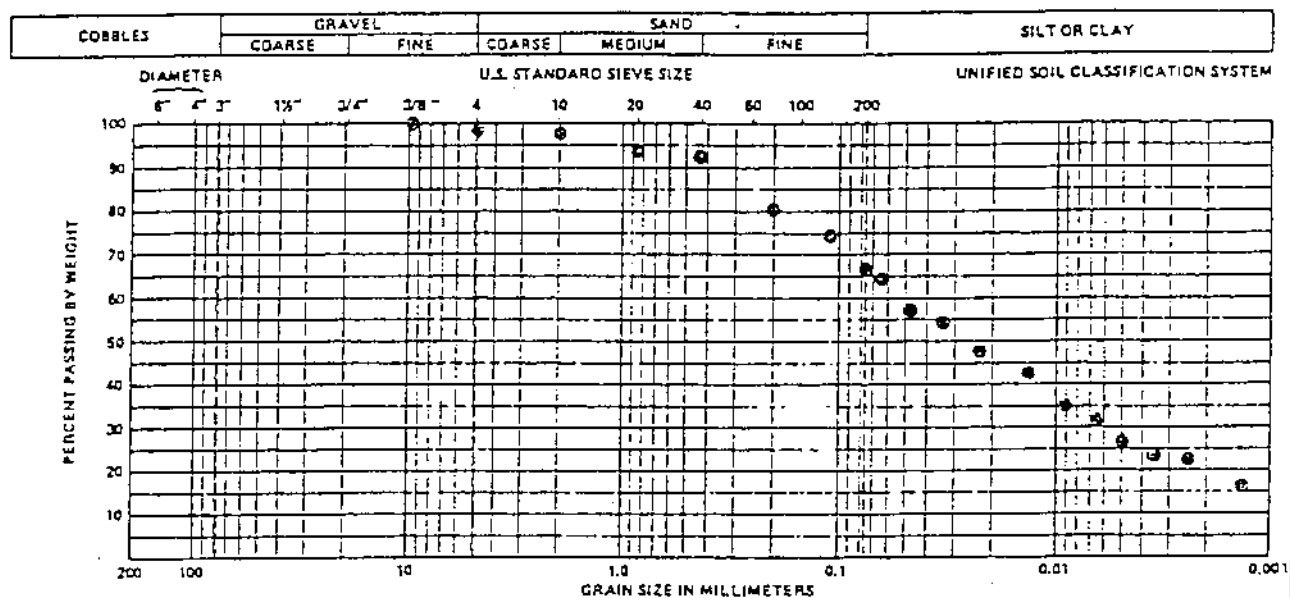 COBBLES GRAVEL SAND SILT OR CLAY
COARSE FINE COARSE MEDIUM FINE
DIAMETER U.S. STANDARD SIEVE SIZE UNIFIED SOIL CLASSIFICATION SYSTEM
6" 4" 3" 1½" 3/4" 3/8" 4 10 20 40 60 100 200
PERCENT PASSING BY WEIGHT
100
90
80
70
60
50
40
30
20
10
200 100 10 1.0 0.1 0.01 0.001
GRAIN SIZE IN MILLIMETERS